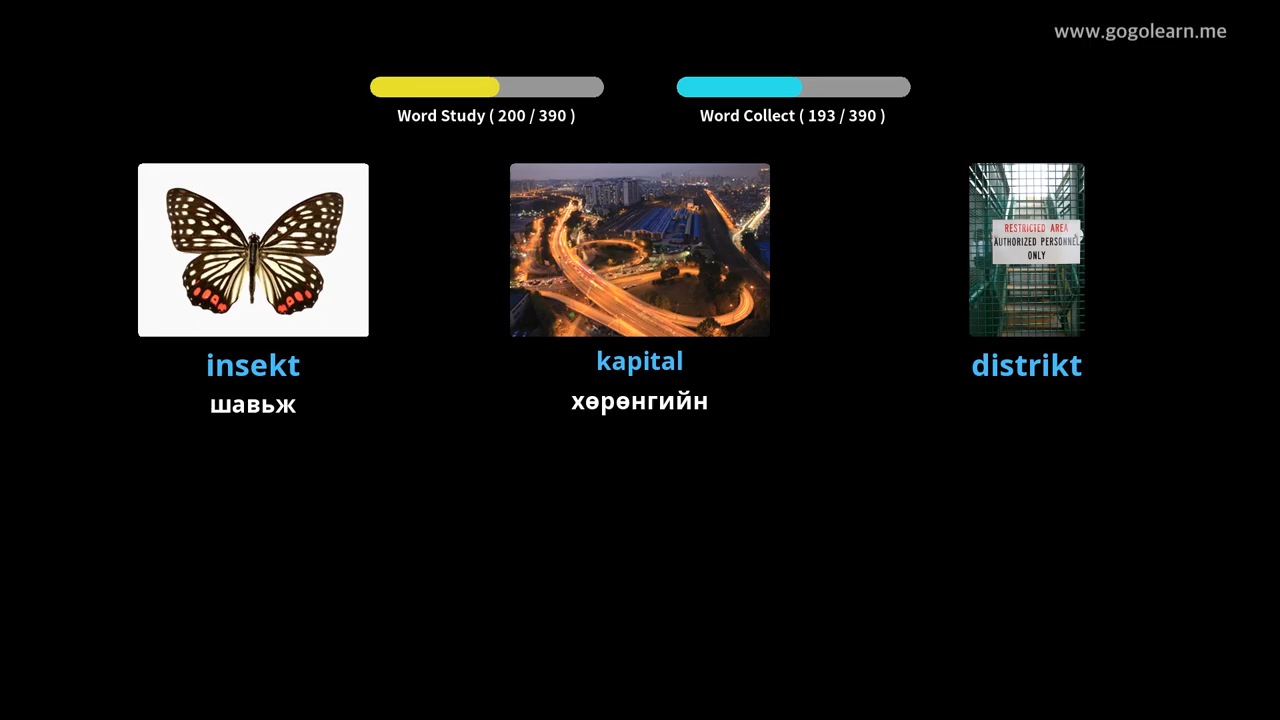 www.gogolearn.me
Word Study ( 200 / 390 )
Word Collect ( 193 / 390 )
RESTRICTED AREA
AUTHORIZED PERSONNEL
ONLY
insekt
kapital
distrikt
шавьж
хөрөнгийн